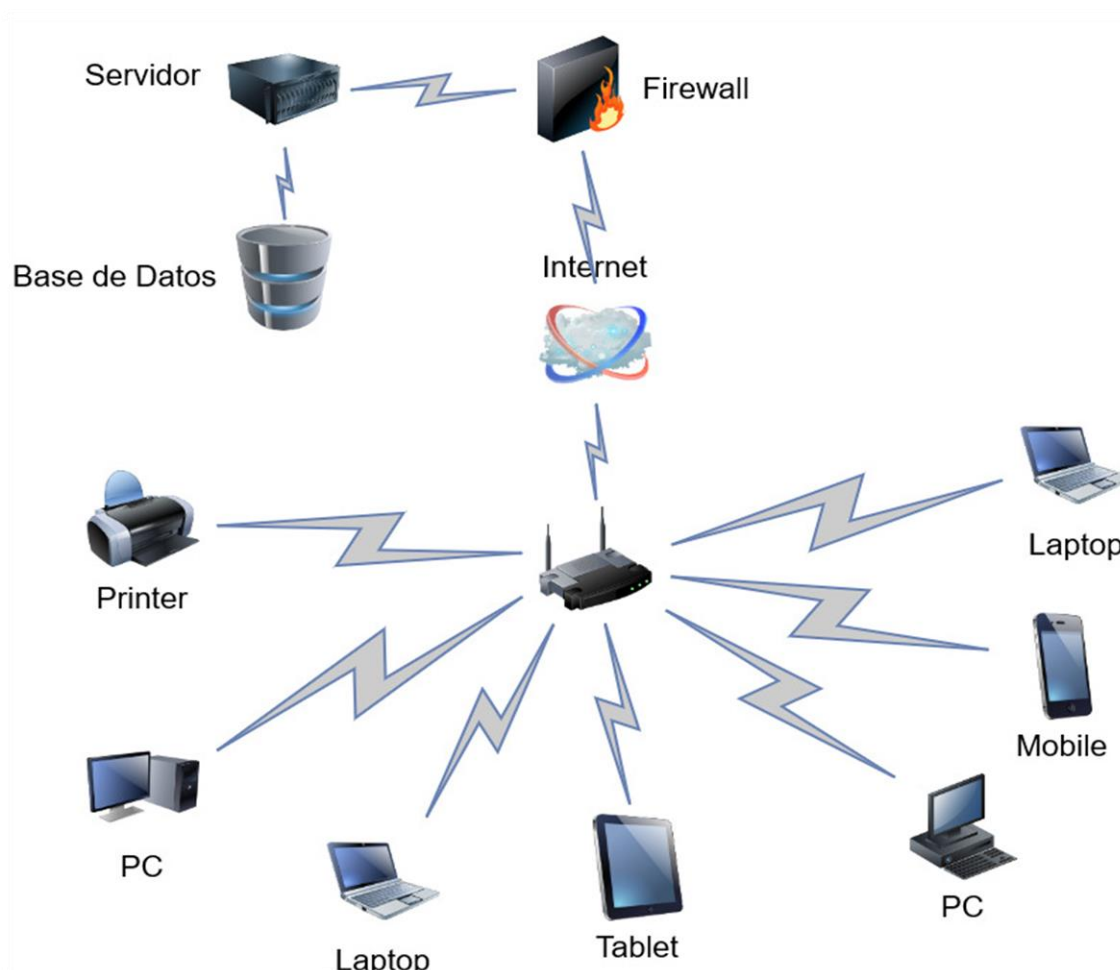 Servidor
Firewall
Base de Datos
Internet
Laptop
Printer
Mobile
PC
PC
Laptop
Tablet